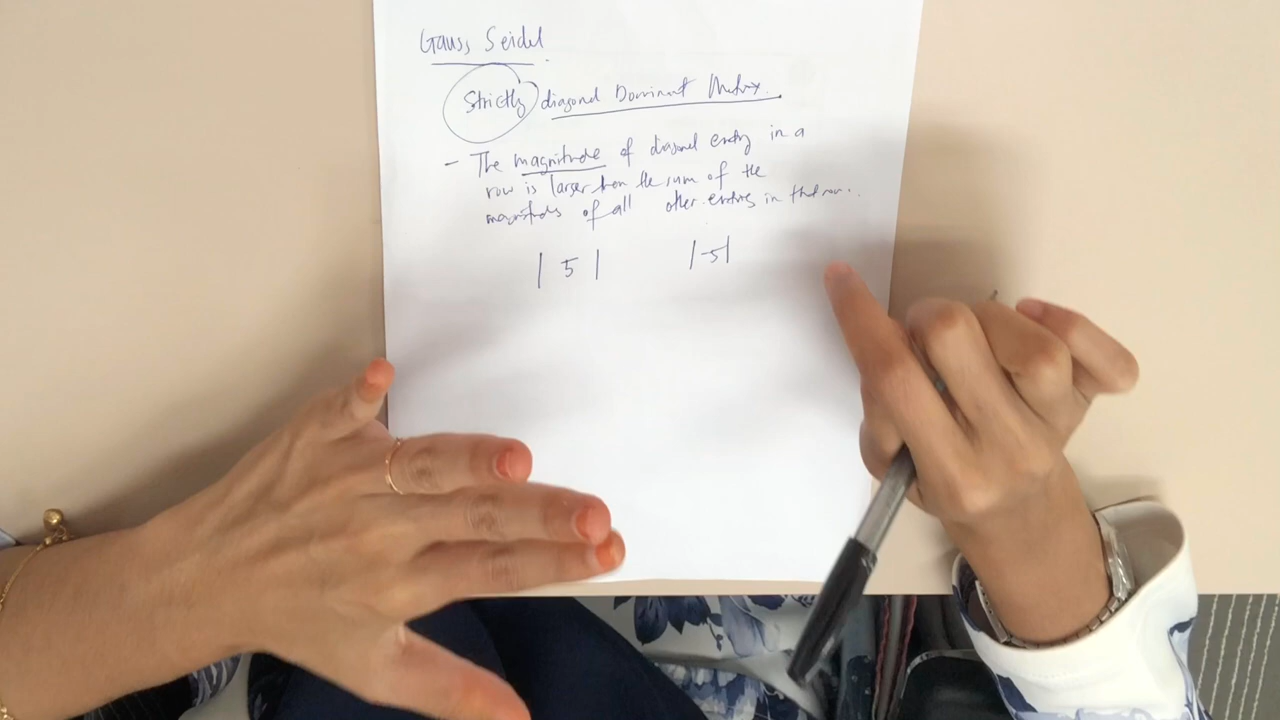 Gauss Seidel
Strictly diagonal Dominant Matrix.
- The magnitude of diagonal entry in a
row is larger than the sum of the
magnitudes of all other entries in that row.
| 5 | |-5|